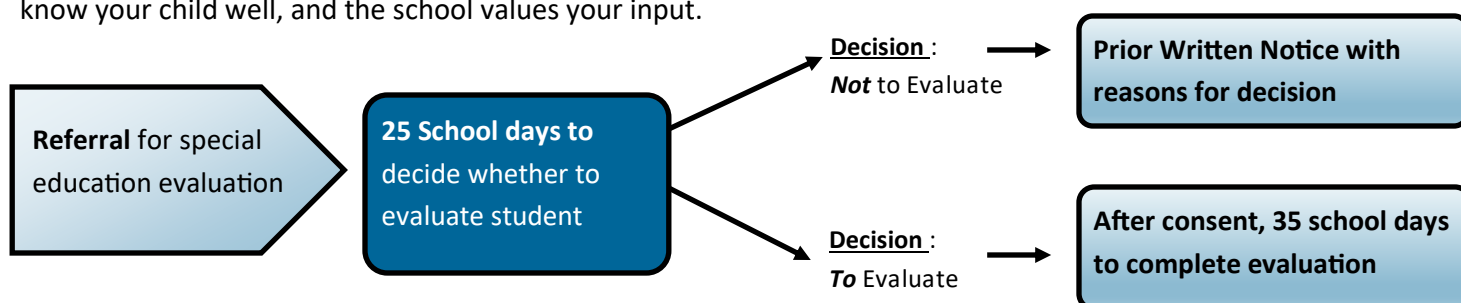 know your child well, and the school values your input.
Referral for special
education evaluation
25 School days to
decide whether to
evaluate student
Decision :
Not to Evaluate
Prior Written Notice with
reasons for decision
Decision :
To Evaluate
After consent, 35 school days
to complete evaluation